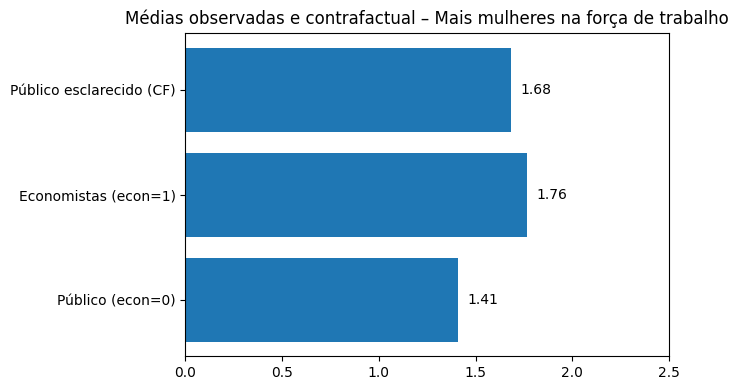 Médias observadas e contrafactual – Mais mulheres na força de trabalho
Público esclarecido (CF)
1.68
Economistas (econ=1)
1.76
Público (econ=0)
1.41
0.0
0.5
1.0
1.5
2.0
2.5